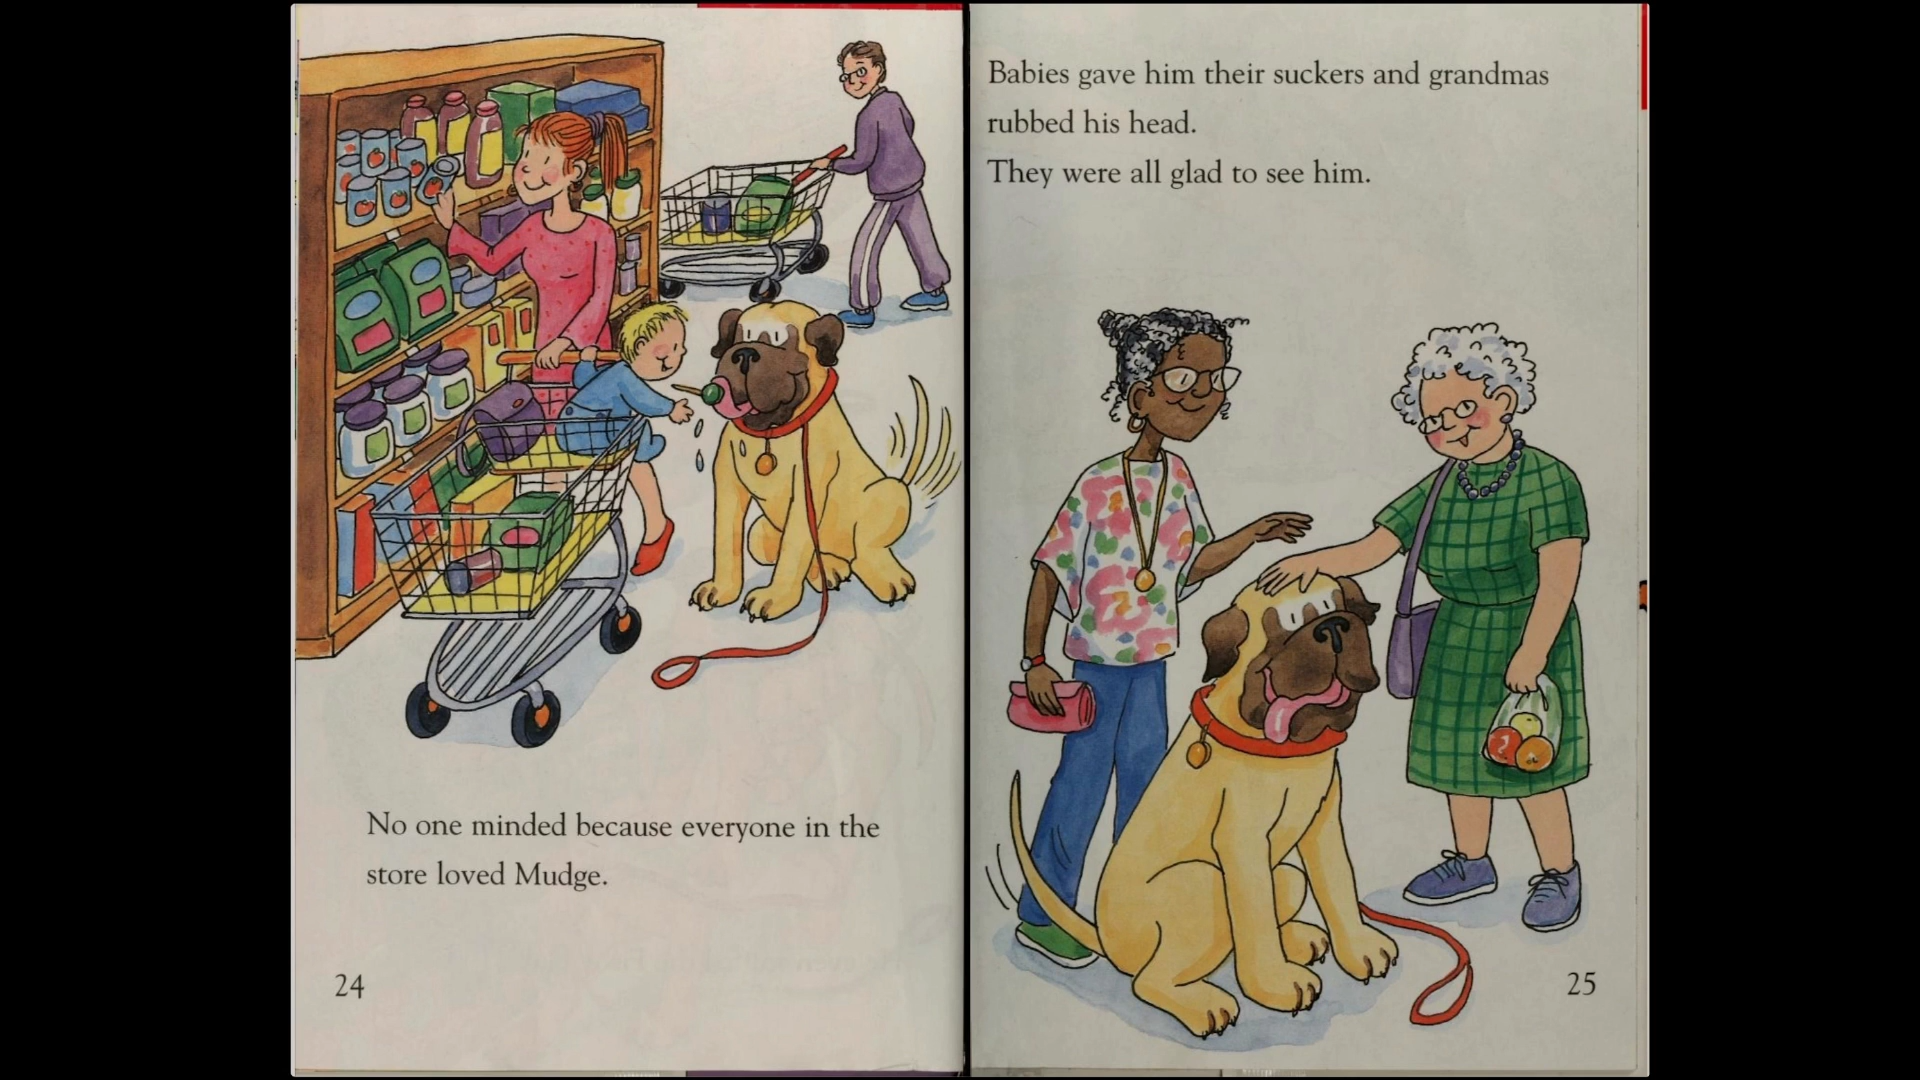 No one minded because everyone in the
store loved Mudge.
24
Babies gave him their suckers and grandmas
rubbed his head.
They were all glad to see him.
25